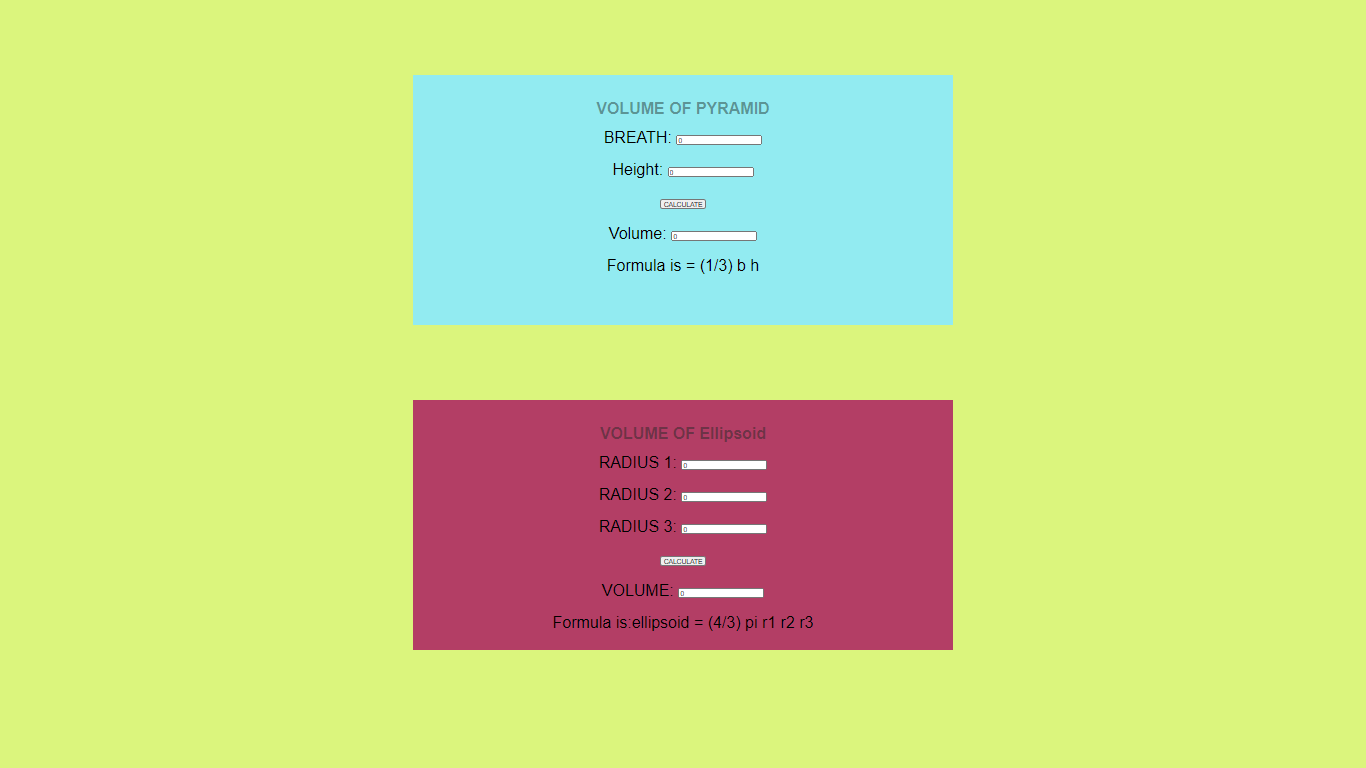 VOLUME OF PYRAMID
BREATH: 0
Height: 0
CALCULATE
Volume: 0
Formula is = (1/3) b h
VOLUME OF Ellipsoid
RADIUS 1: 0
RADIUS 2: 0
RADIUS 3: 0
CALCULATE
VOLUME: 0
Formula is:ellipsoid = (4/3) pi r1 r2 r3